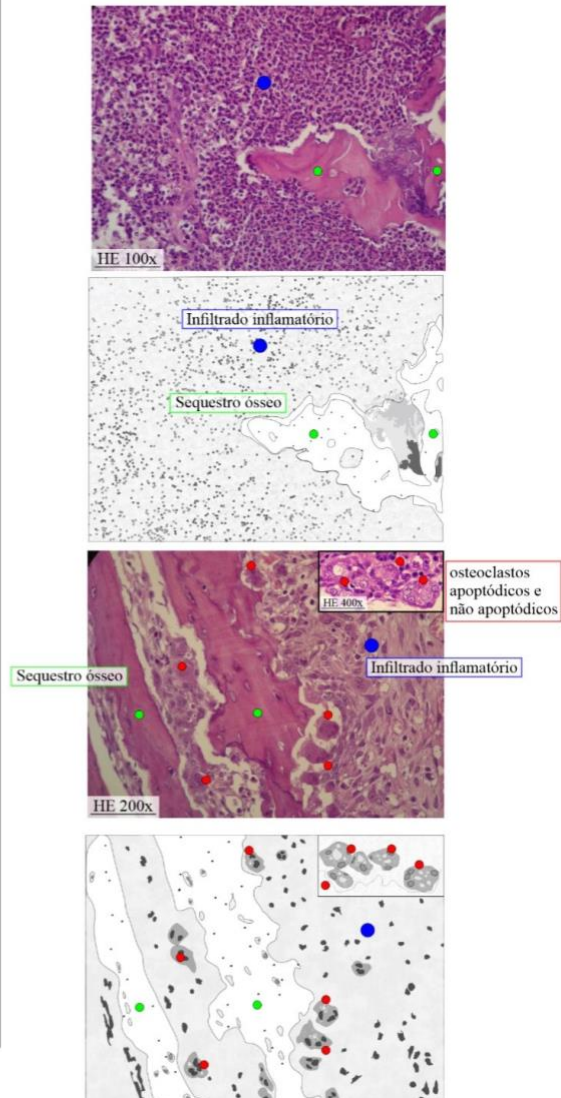 HE 100x
Infiltrado inflamatório
Sequestro ósseo
HE 400x
osteoclastos
apoptódicos e
não apoptódicos
Infiltrado inflamatório
Sequestro ósseo
HE 200x